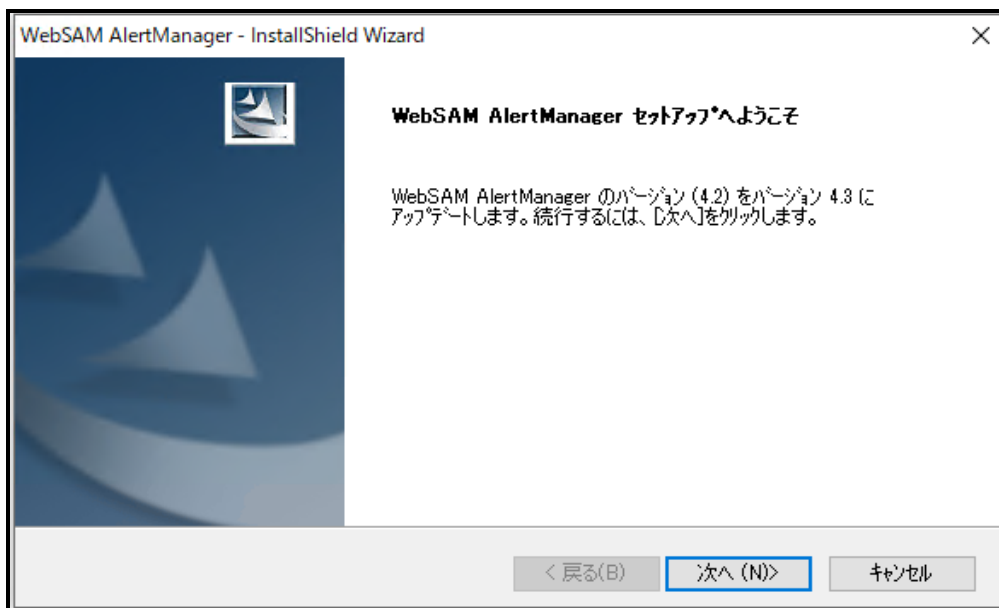 WebSAM AlertManager - InstallShield Wizard
WebSAM AlertManager セットアップへようこそ
WebSAM AlertManager のバージョン (4.2) をバージョン 4.3 に
アップデートします。続行するには、[次へ]をクリックします。
< 戻る(B)
次へ (N)>
キャンセル